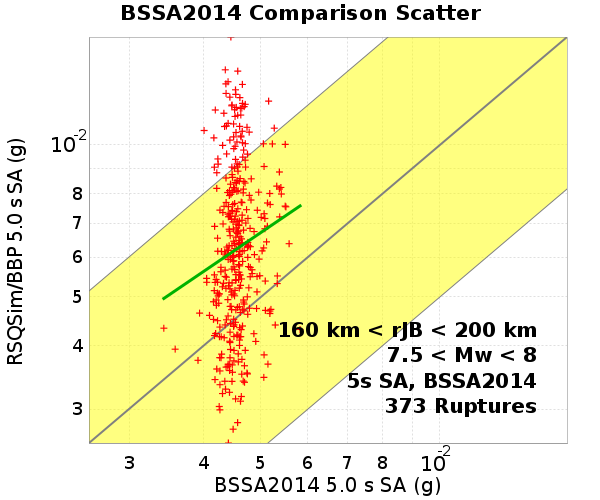 BSSA2014 Comparison Scatter
RSQSim/BBP 5.0 s SA (g)
10-2
8
7
6
5
4
3
160 km < rJB < 200 km
7.5 < Mw < 8
5s SA, BSSA2014
373 Ruptures
3 4 5 6 7 8 10-2
BSSA2014 5.0 s SA (g)